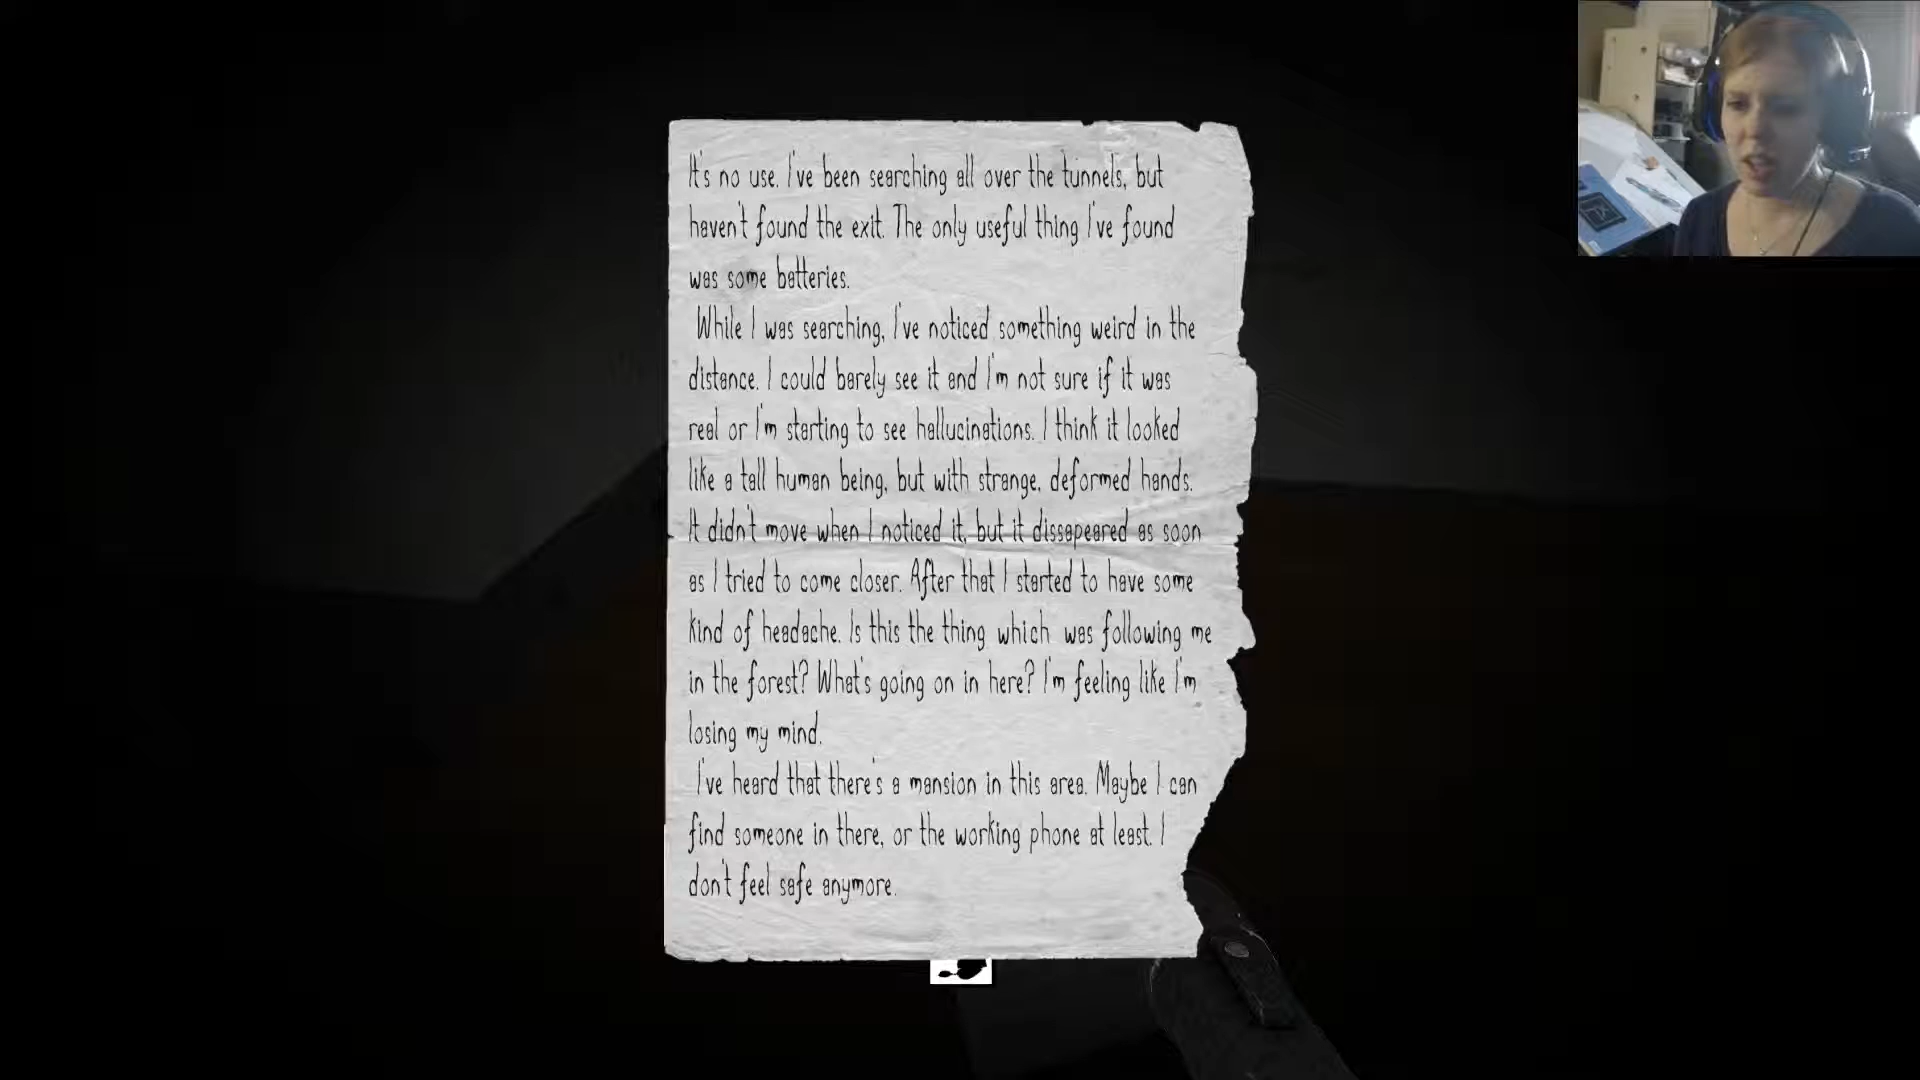 It's no use. I've been searching all over the tunnels, but
haven't found the exit. The only useful thing I've found
was some batteries.
While I was searching, I've noticed something weird in the
distance. I could barely see it and I'm not sure if it was
real or I'm starting to see hallucinations. I think it looked
like a tall human being, but with strange, deformed hands.
It didn't move when I noticed it, but it dissapeared as soon
as I tried to come closer. After that I started to have some
kind of headache. Is this the thing which was following me
in the forest? What's going on in here? I'm feeling like I'm
losing my mind.
I've heard that there's a mansion in this area. Maybe I can
find someone in there, or the working phone at least. I
don't feel safe anymore.